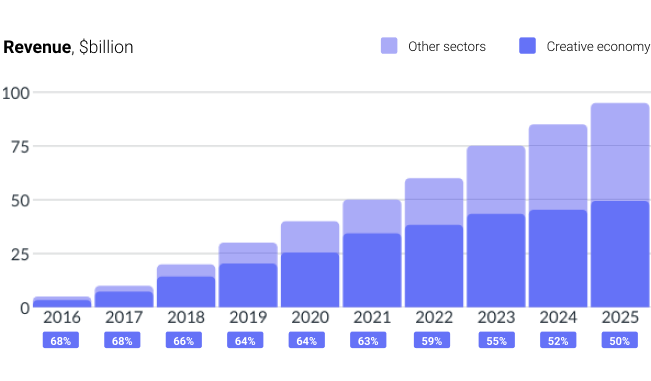 Revenue, $billion
Other sectors
Creative economy
100
75
50
25
0
2016 2017 2018 2019 2020 2021 2022 2023 2024 2025
68% 68% 66% 64% 64% 63% 59% 55% 52% 50%